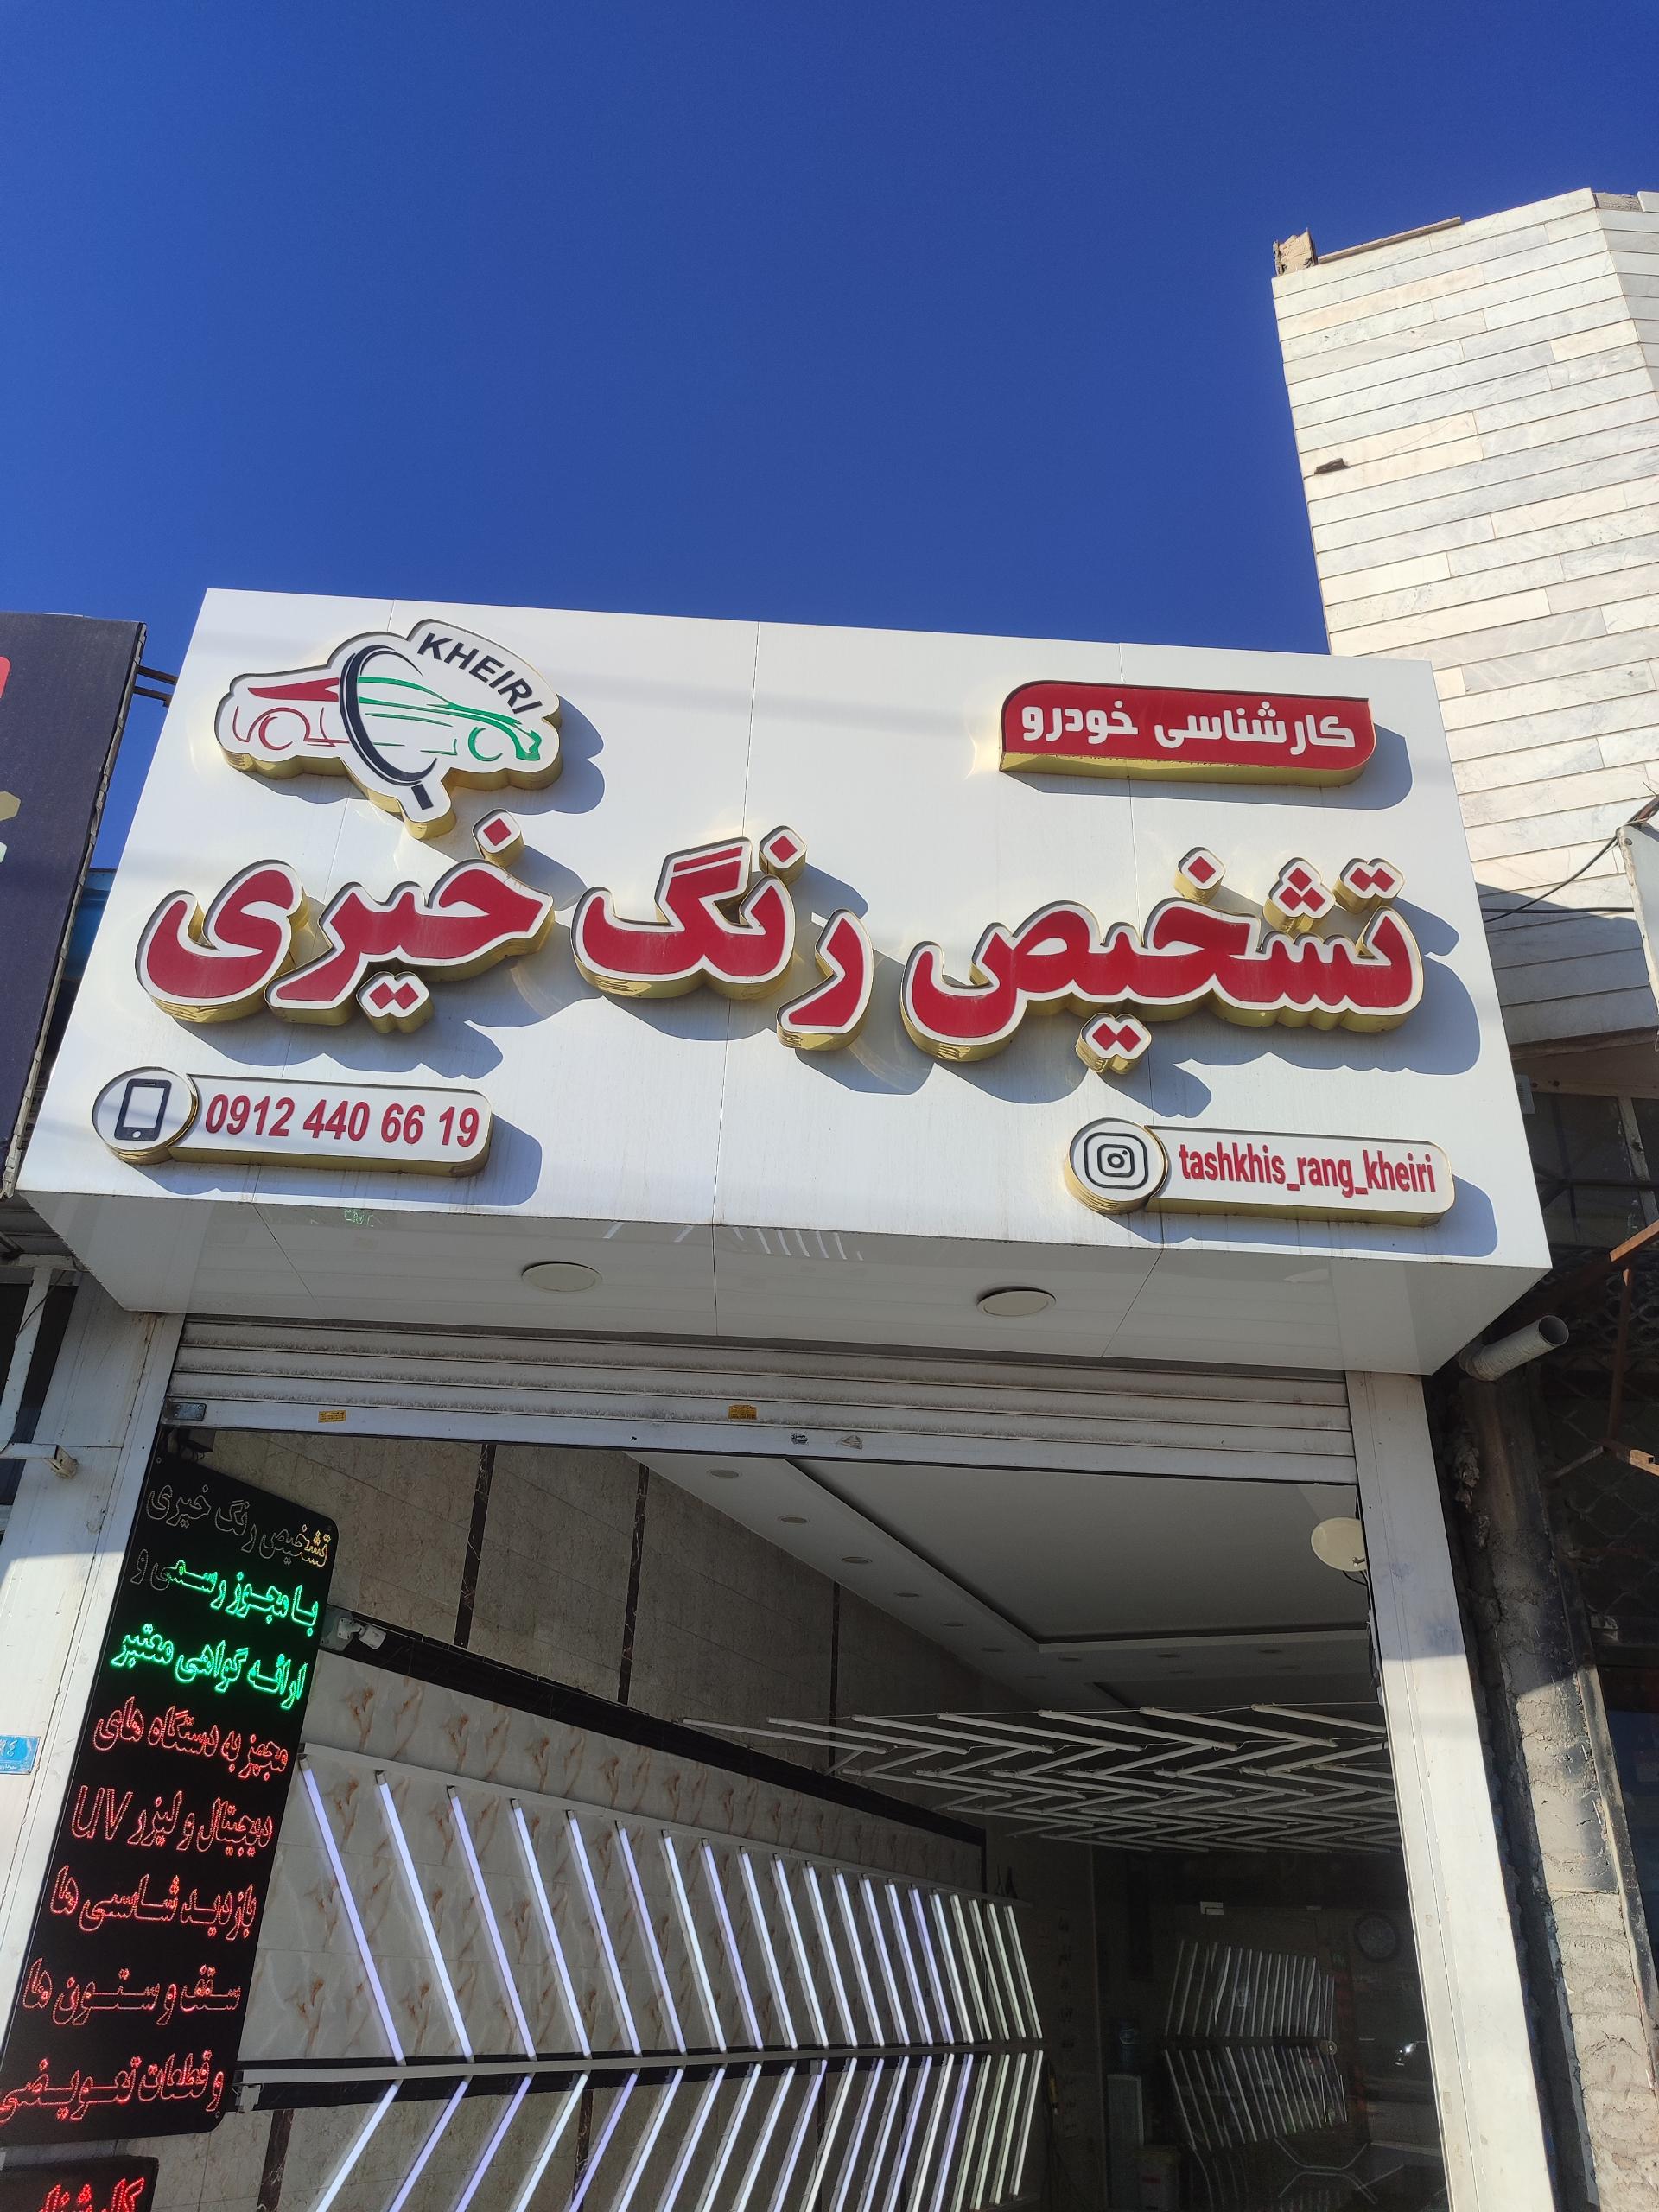 KHEIRI
کارشناسی خودرو
تشخیص رنگ خیری
0912 440 66 19
tashkhis_rang_kheiri
تشخیص رنگ خیری
با مجوز رسمی و
ارائه گواهی معتبر
مجهز به دستگاه های
دیجیتال و لیزر UV
بازدید شاسی ها
سقف و ستون ها
و قطعات تعویضی